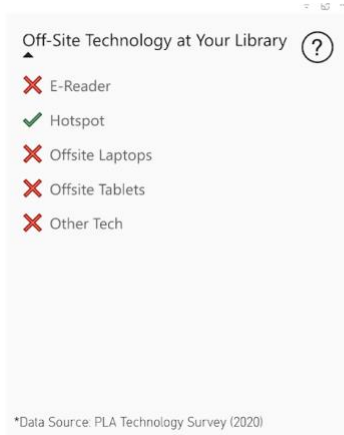 Off-Site Technology at Your Library ?
E-Reader
Hotspot
Offsite Laptops
Offsite Tablets
Other Tech
*Data Source: PLA Technology Survey (2020)